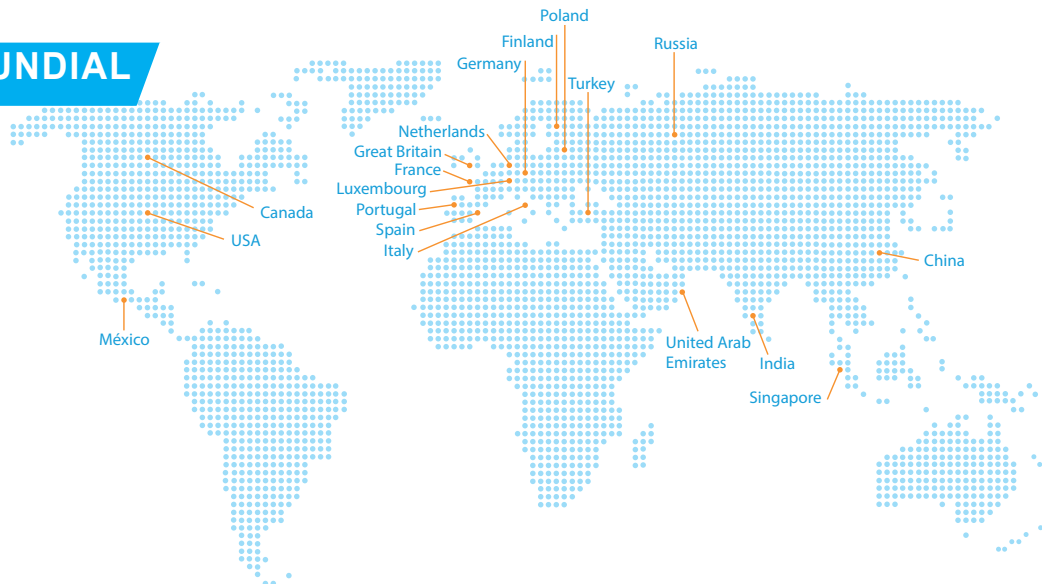 UNDIAL
Poland
Finland
Russia
Germany
Turkey
Netherlands
Great Britain
France
Luxembourg
Portugal
Spain
Italy
Canada
USA
China
México
United Arab
Emirates
India
Singapore